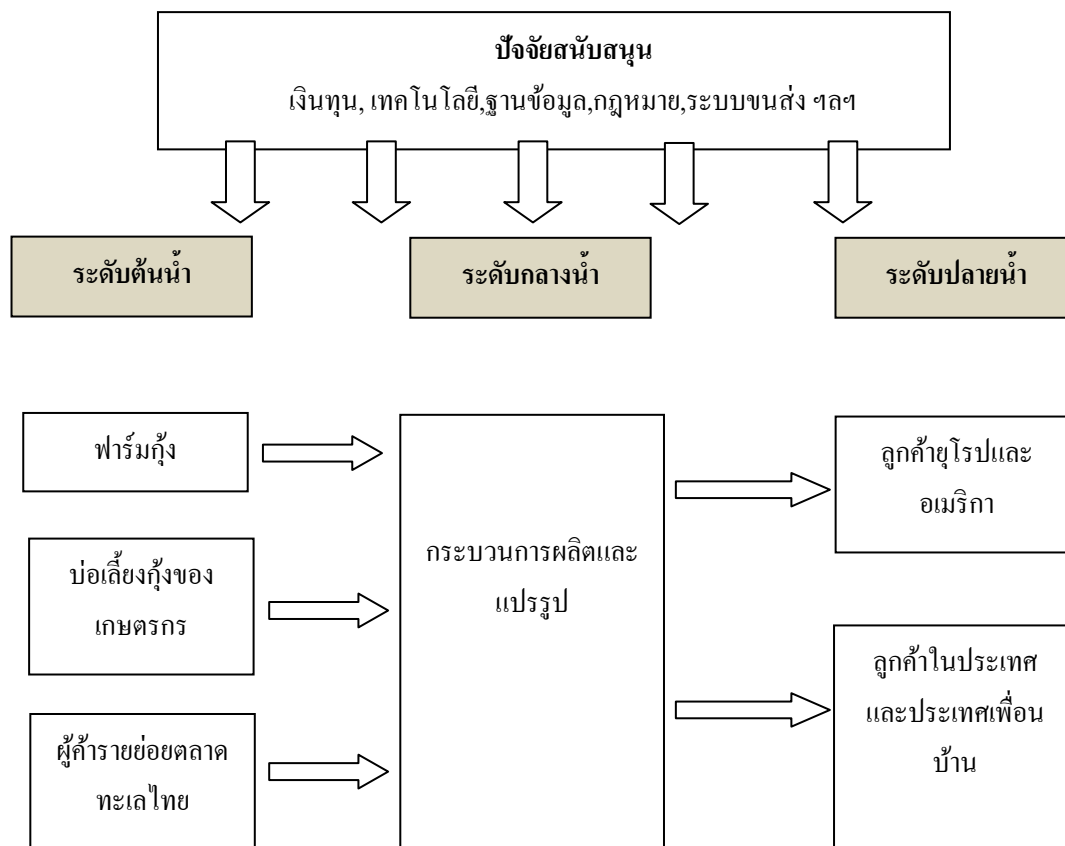 ปัจจัยสนับสนุน
เงินทุน, เทคโนโลยี,ฐานข้อมูล,กฎหมาย,ระบบขนส่ง ฯลฯ
ระดับต้นน้ำ
ระดับกลางน้ำ
ระดับปลายน้ำ
ฟาร์มกุ้ง
บ่อเลี้ยงกุ้งของ
เกษตรกร
ผู้ค้ารายย่อยตลาด
ทะเลไทย
กระบวนการผลิตและ
แปรรูป
ลูกค้ายุโรปและ
อเมริกา
ลูกค้าในประเทศ
และประเทศเพื่อน
บ้าน